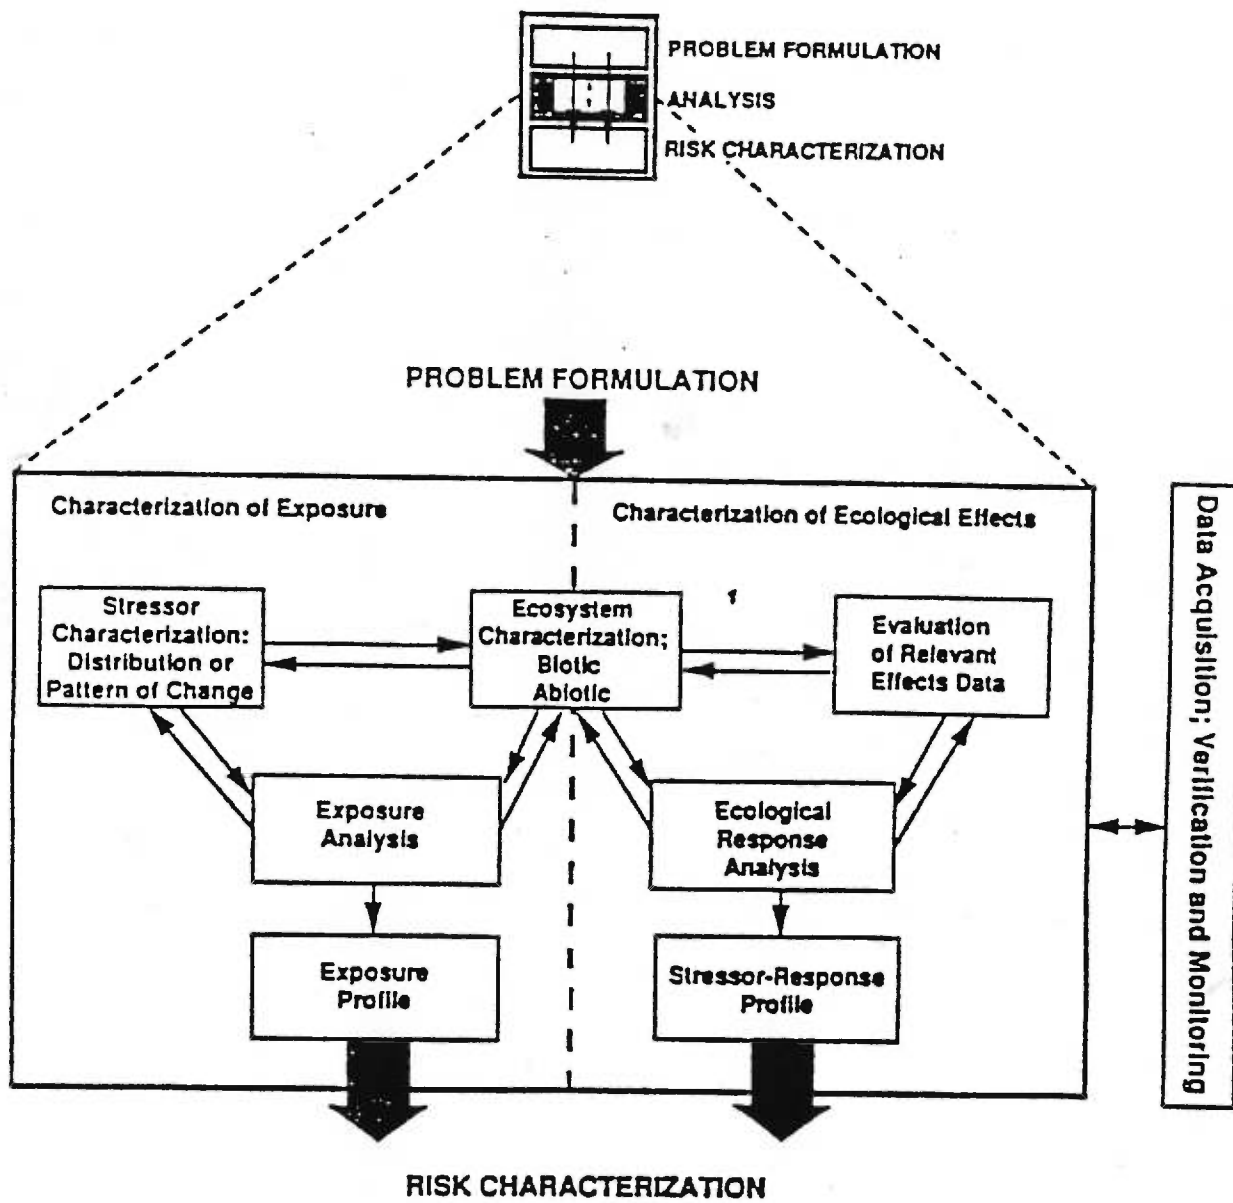 PROBLEM FORMULATION
ANALYSIS
RISK CHARACTERIZATION
PROBLEM FORMULATION
Characterization of Exposure
Characterization of Ecological Effects
Stressor
Characterization:
Distribution or
Pattern of Change
Ecosystem
Characterization;
Biotic
Abiotic
Evaluation
of Relevant
Effects Data
Exposure
Analysis
Ecological
Response
Analysis
Exposure
Profile
Stressor-Response
Profile
Data Acquisition; Verification and Monitoring
RISK CHARACTERIZATION